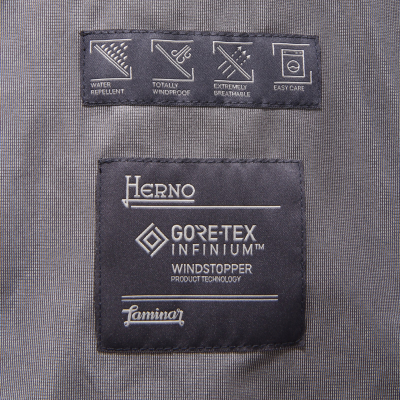 WATER REPELLENT
TOTALLY WINDPROOF
EXTREMELY BREATHABLE
EASY CARE
HERNO
GORE-TEX
INFINIUM™
WINDSTOPPER
PRODUCT TECHNOLOGY
Laminar